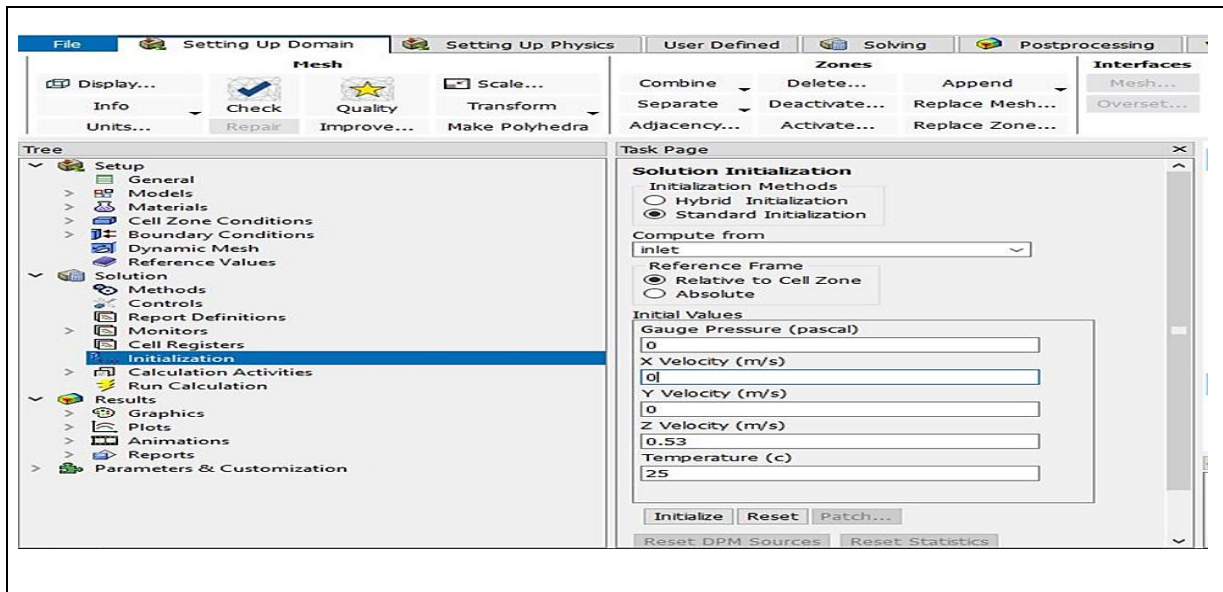 File Setting Up Domain Setting Up Physics User Defined Solving Postprocessing
Mesh Zones Interfaces
Display... Scale... Combine Delete... Append Mesh...
Info Check Quality Transform Separate Deactivate... Replace Mesh... Overset...
Units... Repair Improve... Make Polyhedra Adjacency... Activate... Replace Zone...
Tree
Setup
General
Models
Materials
Cell Zone Conditions
Boundary Conditions
Dynamic Mesh
Reference Values
Solution
Methods
Controls
Report Definitions
Monitors
Cell Registers
Initialization
Calculation Activities
Run Calculation
Results
Graphics
Plots
Animations
Reports
Parameters & Customization
Task Page
Solution Initialization
Initialization Methods
Hybrid Initialization
Standard Initialization
Compute from
inlet
Reference Frame
Relative to Cell Zone
Absolute
Initial Values
Gauge Pressure (pascal)
0
X Velocity (m/s)
0
Y Velocity (m/s)
0
Z Velocity (m/s)
0.53
Temperature (c)
25
Initialize Reset Patch...
Reset DPM Sources Reset Statistics